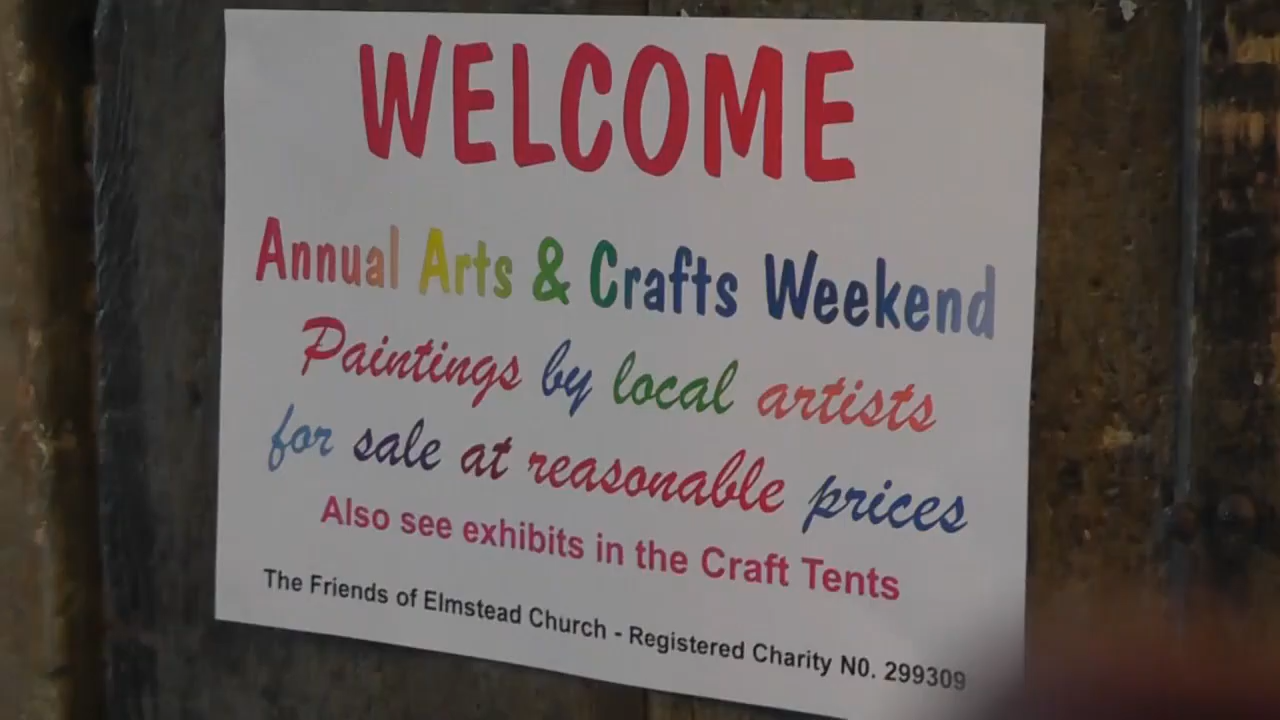 WELCOME
Annual Arts & Crafts Weekend
Paintings by local artists
for sale at reasonable prices
Also see exhibits in the Craft Tents
The Friends of Elmstead Church - Registered Charity N0. 299309